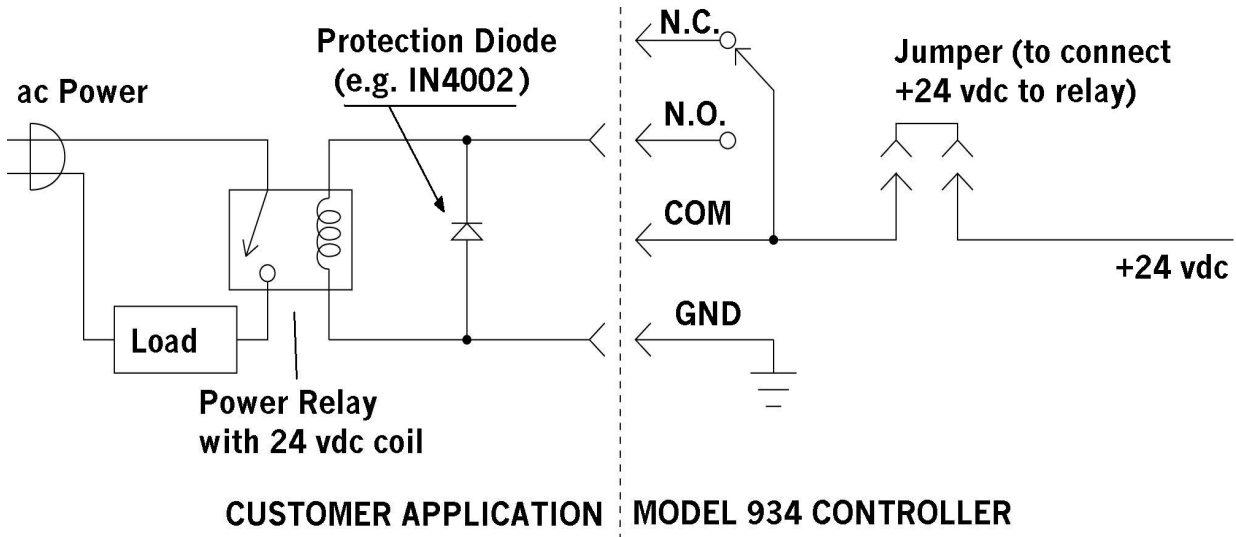 ac Power
Protection Diode
(e.g. IN4002)
N.C.
Jumper (to connect
+24 vdc to relay)
N.O.
COM
+24 vdc
GND
Load
Power Relay
with 24 vdc coil
CUSTOMER APPLICATION
MODEL 934 CONTROLLER